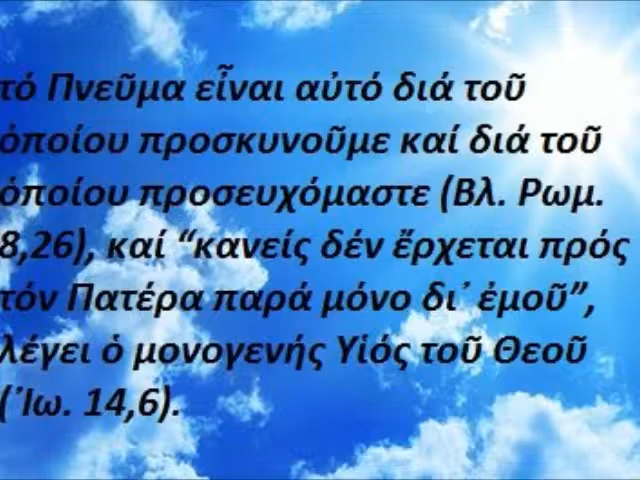 τό Πνεῦμα εἶναι αὐτό διά τοῦ
ὁποίου προσκυνοῦμε καί διά τοῦ
ὁποίου προσευχόμαστε (Βλ. Ρωμ.
8,26), καί “κανείς δέν ἔρχεται πρός
τόν Πατέρα παρά μόνο δι᾿ ἐμοῦ”,
λέγει ὁ μονογενής Υἱός τοῦ Θεοῦ
(᾿Ιω. 14,6).